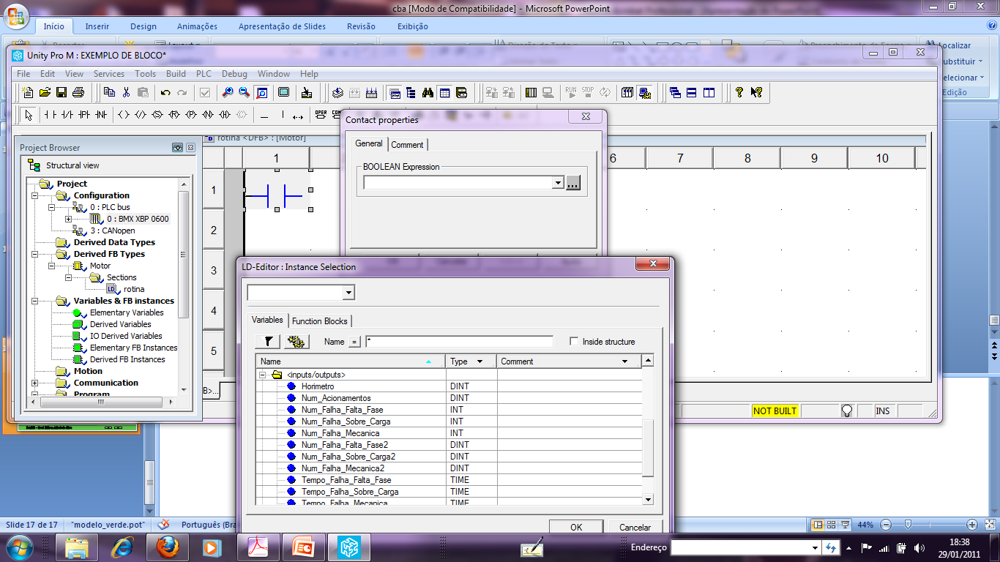 cba [Modo de Compatibilidade] - Microsoft PowerPoint
Início Inserir Design Animações Apresentação de Slides Revisão Exibição
Localizar
Edição
Unity Pro M : EXEMPLO DE BLOCO*
File Edit View Services Tools Build PLC Debug Window Help
RUN STOP
OPER
Project Browser
Structural view
Project
Configuration
0 : PLC bus
0 : BMX XBP 0600
3 : CANopen
Derived Data Types
Derived FB Types
Motor
Sections
LD rotina
Variables & FB instances
Elementary Variables
Derived Variables
IO Derived Variables
Elementary FB Instances
Derived FB Instances
Motion
Communication
Program
rotina <DFB> : [Motor]
1 6 7 8 9 10
1
2
3
4
5
Contact properties
General Comment
BOOLEAN Expression
...
LD-Editor : Instance Selection
Variables Function Blocks
Name = * Inside structure
Name Type Comment
<inputs/outputs>
Horimetro DINT
Num_Acionamentos DINT
Num_Falha_Falta_Fase INT
Num_Falha_Sobre_Carga INT
Num_Falha_Mecanica INT
Num_Falha_Falta_Fase2 DINT
Num_Falha_Sobre_Carga2 DINT
Num_Falha_Mecanica2 DINT
Tempo_Falha_Falta_Fase TIME
Tempo_Falha_Sobre_Carga TIME
Tempo_Falha_Mecanica TIME
OK Cancelar
NOT BUILT INS
Slide 17 de 17 "modelo_verde.pot" Português (Bra
44%
Endereço
18:38
29/01/2011